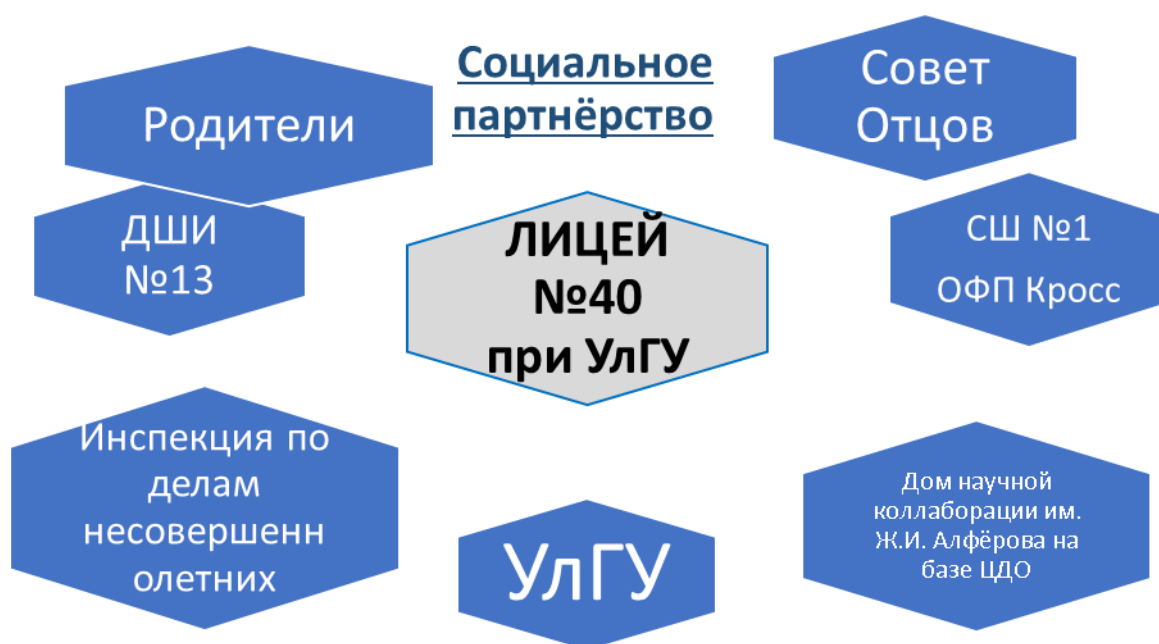 Социальное
партнёрство
Родители
Совет
Отцов
ДШИ
№13
ЛИЦЕЙ
№40
при УлГУ
СШ №1
ОФП Кросс
Инспекция по
делам
несовершенн
олетних
УлГУ
Дом научной
коллаборации им.
Ж.И. Алфёрова на
базе ЦДО